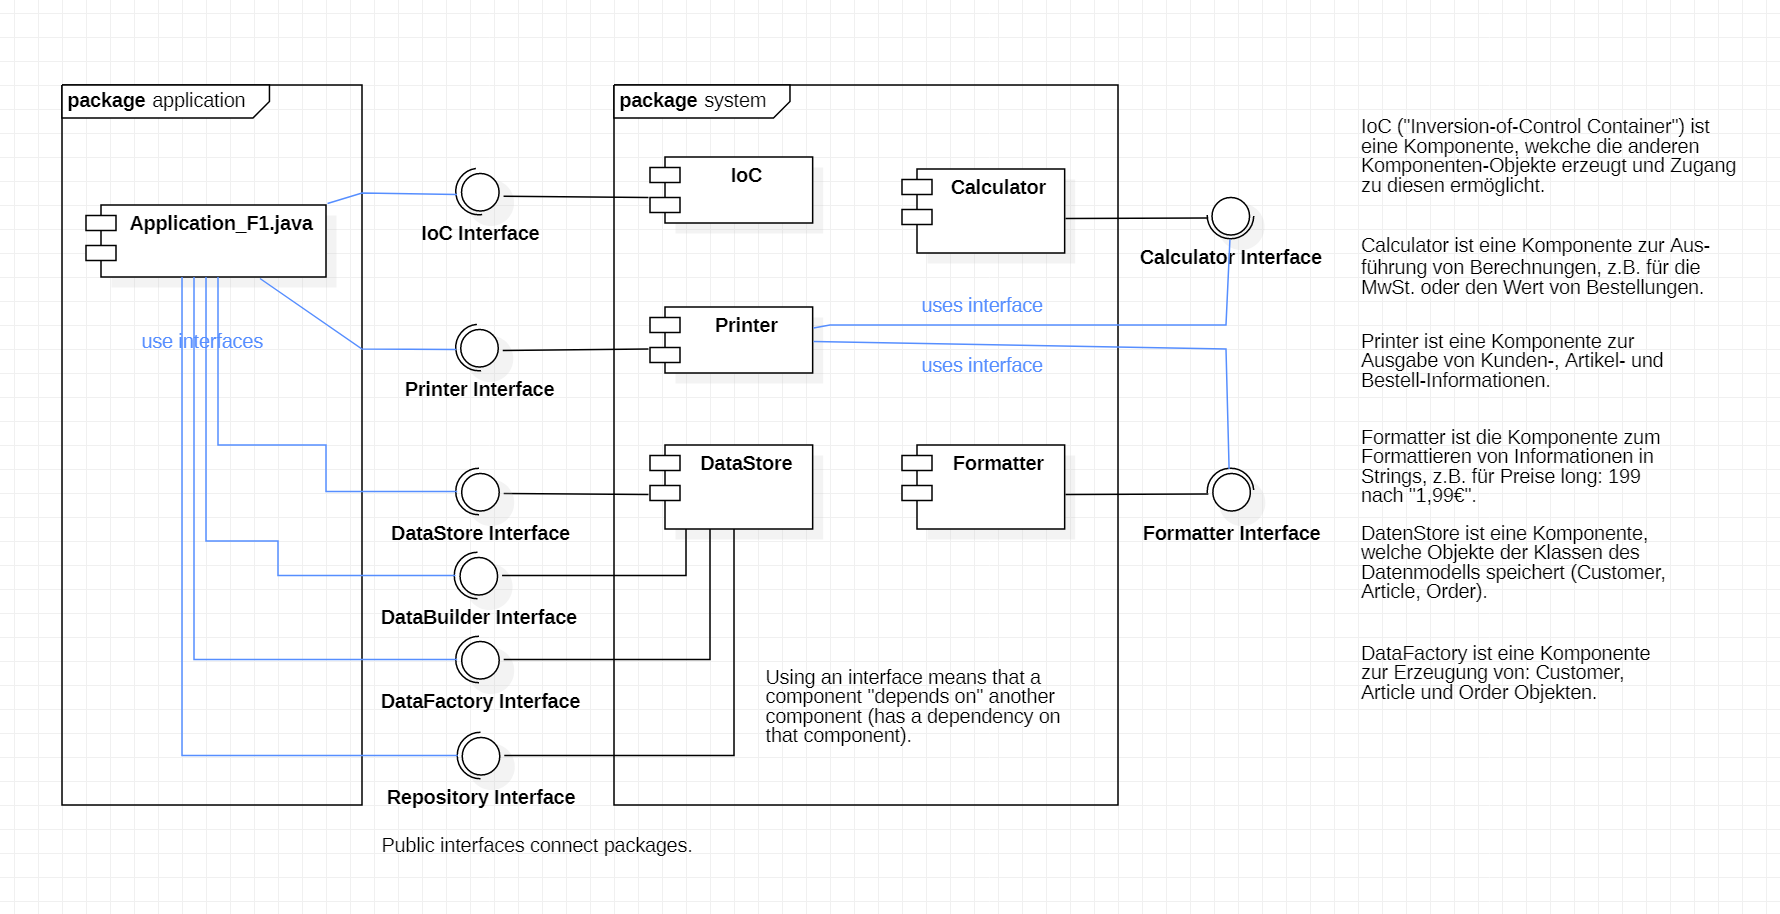 package application
Application_F1.java
use interfaces
IoC Interface
Printer Interface
DataStore Interface
DataBuilder Interface
DataFactory Interface
Repository Interface
Public interfaces connect packages.
package system
IoC
Calculator
Printer
uses interface
uses interface
DataStore
Formatter
Using an interface means that a
component "depends on" another
component (has a dependency on
that component).
Calculator Interface
Formatter Interface
IoC ("Inversion-of-Control Container") ist
eine Komponente, wekche die anderen
Komponenten-Objekte erzeugt und Zugang
zu diesen ermöglicht.
Calculator ist eine Komponente zur Aus-
führung von Berechnungen, z.B. für die
MwSt. oder den Wert von Bestellungen.
Printer ist eine Komponente zur
Ausgabe von Kunden-, Artikel- und
Bestell-Informationen.
Formatter ist die Komponente zum
Formattieren von Informationen in
Strings, z.B. für Preise long: 199
nach "1,99€".
DatenStore ist eine Komponente,
welche Objekte der Klassen des
Datenmodells speichert (Customer,
Article, Order).
DataFactory ist eine Komponente
zur Erzeugung von: Customer,
Article und Order Objekten.